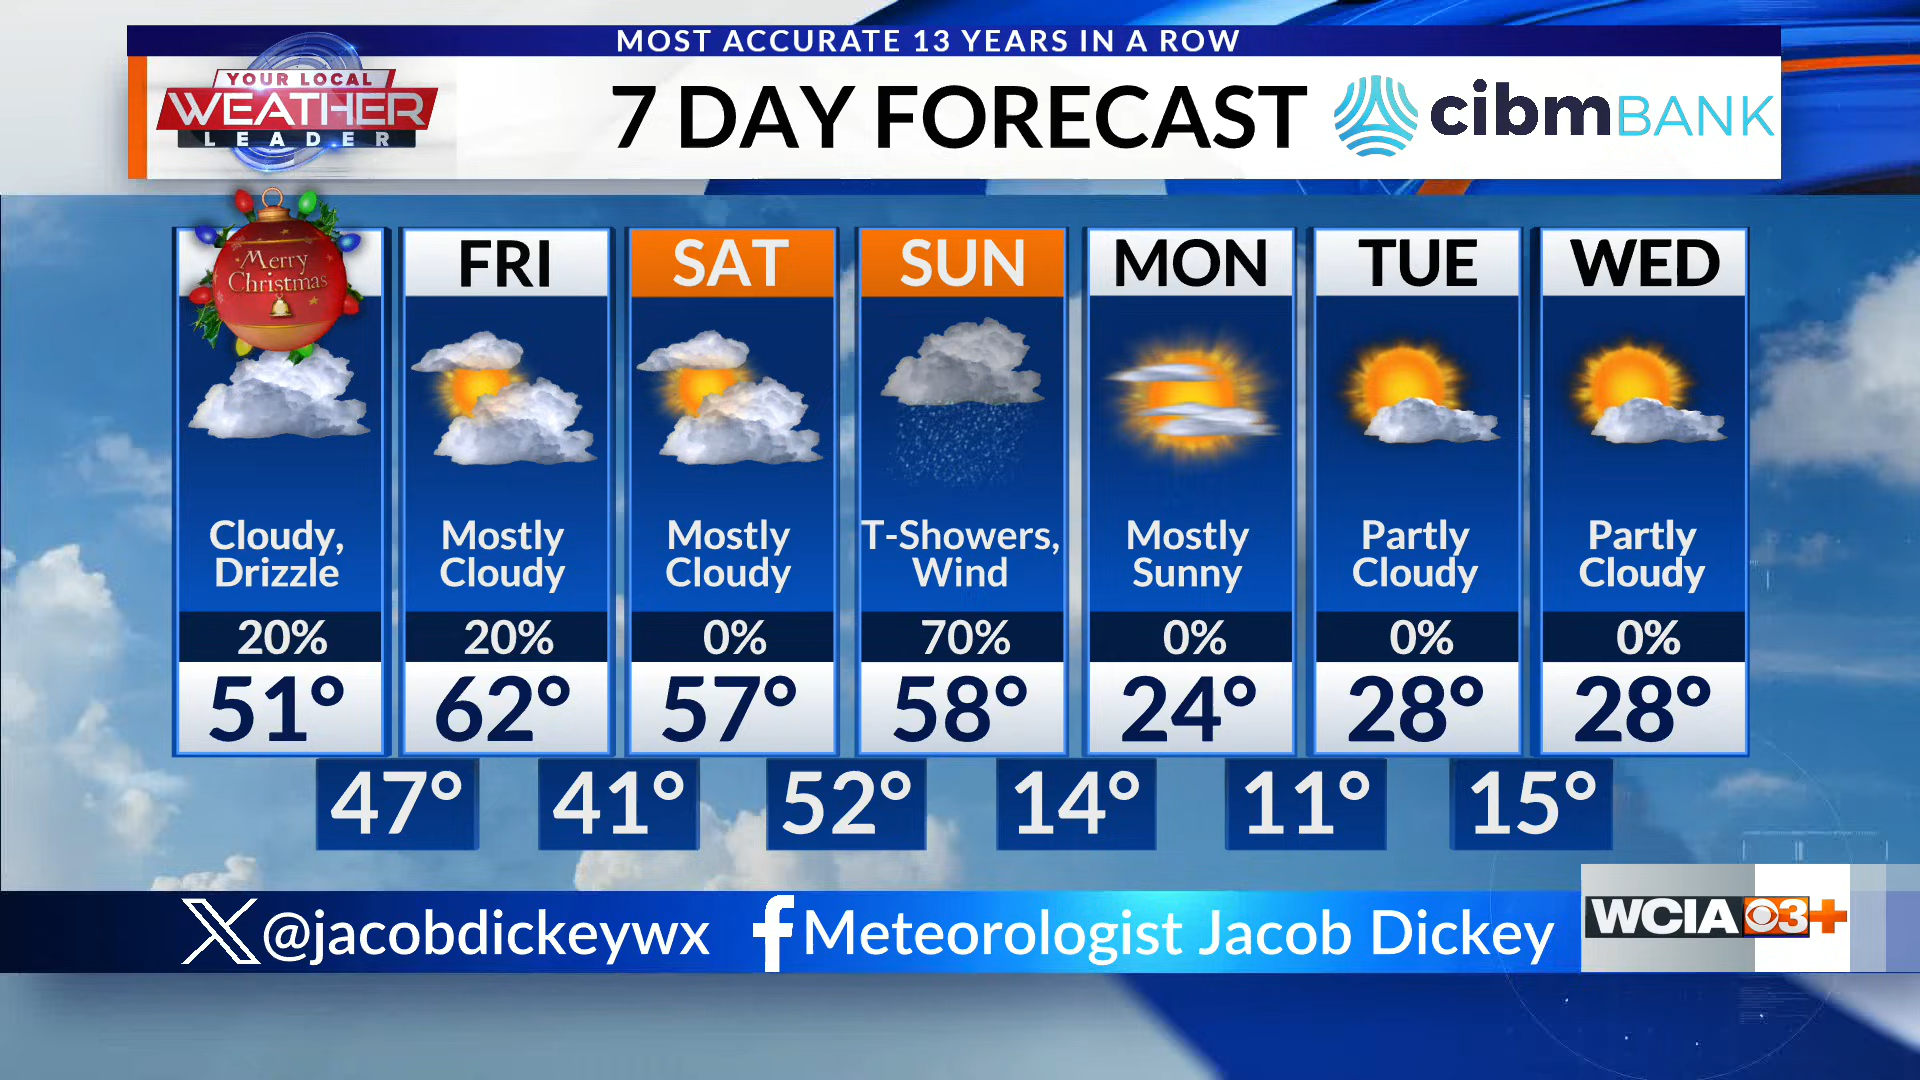 MOST ACCURATE 13 YEARS IN A ROW
YOUR LOCAL
WEATHER
LEADER
7 DAY FORECAST
cibmBANK
Merry
Christmas
FRI
SAT
SUN
MON
TUE
WED
Cloudy,
Drizzle
Mostly
Cloudy
Mostly
Cloudy
T-Showers,
Wind
Mostly
Sunny
Partly
Cloudy
Partly
Cloudy
20%
20%
0%
70%
0%
0%
0%
51°
62°
57°
58°
24°
28°
28°
47°
41°
52°
14°
11°
15°
X @jacobdickeywx
f Meteorologist Jacob Dickey
WCIA 3+